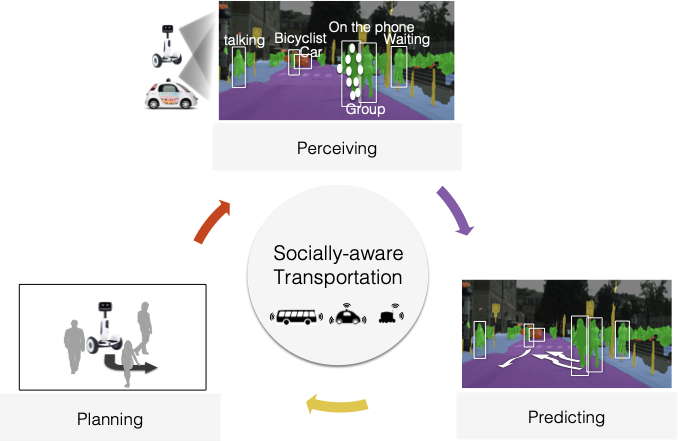 On the phone
talking
Bicyclist
Waiting
Car
Group
Perceiving
Socially-aware
Transportation
Planning
Predicting